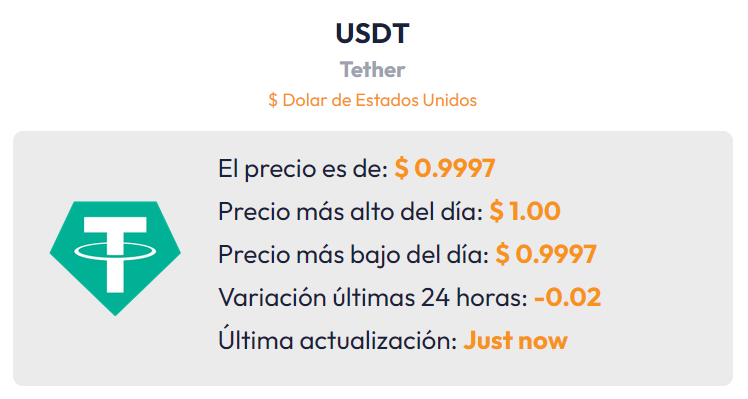 USDT
Tether
$ Dolar de Estados Unidos
El precio es de: $ 0.9997
Precio más alto del día: $ 1.00
Precio más bajo del día: $ 0.9997
Variación últimas 24 horas: -0.02
Última actualización: Just now